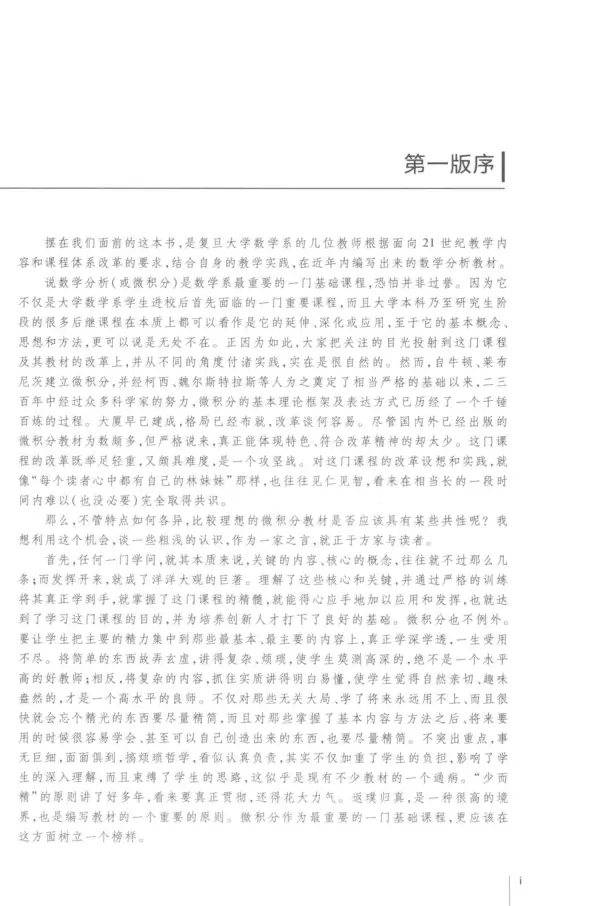 第一版序
摆在我们面前的这本书,是复旦大学数学系的几位教师根据面向 21 世纪教学内
容和课程体系改革的要求,结合自身的教学实践,在近年内编写出来的数学分析教材。
说数学分析(或微积分)是数学系最重要的一门基础课程,恐怕并非过誉。因为它
不仅是大学数学系学生进校后首先面临的一门重要课程,而且大学本科乃至研究生阶
段的很多后继课程在本质上都可以看作是它的延伸、深化或应用,至于它的基本概念、
思想和方法,更可以说是无处不在。正因为如此,大家把关注的目光投射到这门课程
及其教材的改革上,并从不同的角度付诸实践,实在是很自然的。然而,自牛顿、莱布
尼茨建立微积分,并经柯西、魏尔斯特拉斯等人为之奠定了相当严格的基础以来,二三
百年中经过众多科学家的努力,微积分的基本理论框架及表达方式已历经了一个千锤
百炼的过程。大厦早已建成,格局已经布就,改革谈何容易。尽管国内外已经出版的
微积分教材为数颇多,但严格说来,真正能体现特色、符合改革精神的却太少。这门课
程的改革既举足轻重,又颇具难度,是一个攻坚战。对这门课程的改革设想和实践,就
像“每个读者心中都有自己的林妹妹”那样,也往往见仁见智,看来在相当长的一段时
间内难以(也没必要)完全取得共识。
那么,不管特点如何各异,比较理想的微积分教材是否应该具有某些共性呢?我
想利用这个机会,谈一些粗浅的认识,作为一家之言,就正于方家与读者。
首先,任何一门学问,就其本质来说,关键的内容、核心的概念,往往就不过那么几
条;而发挥开来,就成了洋洋大观的巨著。理解了这些核心和关键,并通过严格的训练
将其真正学到手,就掌握了这门课程的精髓,就能得心应手地加以应用和发挥,也就达
到了学习这门课程的目的,并为培养创新人才打下了良好的基础。微积分也不例外。
要让学生把主要的精力集中到那些最基本、最主要的内容上,真正学深学透,一生受用
不尽。将简单的东西故弄玄虚,讲得复杂、烦琐,使学生莫测高深的,绝不是一个水平
高的好教师;相反,将复杂的内容,抓住实质讲得明白易懂,使学生觉得自然亲切、趣味
盎然的,才是一个高水平的良师。不仅对那些无关大局、学了将来永远用不上、而且很
快就会忘个精光的东西要尽量精简,而且对那些掌握了基本内容与方法之后、将来要
用的时候很容易学会、甚至可以自己创造出来的东西,也要尽量精简。不突出重点,事
无巨细,面面俱到,搞烦琐哲学,看似认真负责,其实不仅加重了学生的负担,影响了学
生的深入理解,而且束缚了学生的思路,这似乎是现有不少教材的一个通病。“少而
精”的原则讲了好多年,看来要真正贯彻,还得花大力气。返璞归真,是一种很高的境
界,也是编写教材的一个重要的原则。微积分作为最重要的一门基础课程,更应该在
这方面树立一个榜样。
i